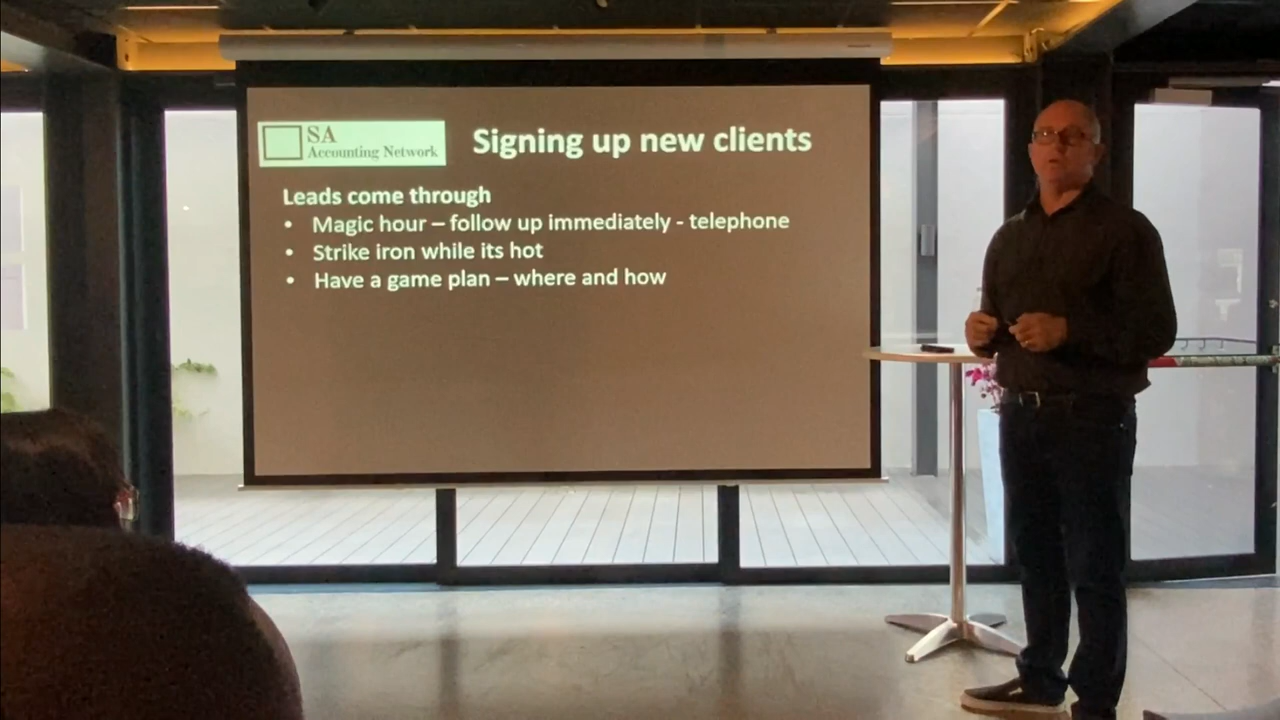 SA
Accounting Network
Signing up new clients
Leads come through
• Magic hour – follow up immediately - telephone
• Strike iron while its hot
• Have a game plan – where and how